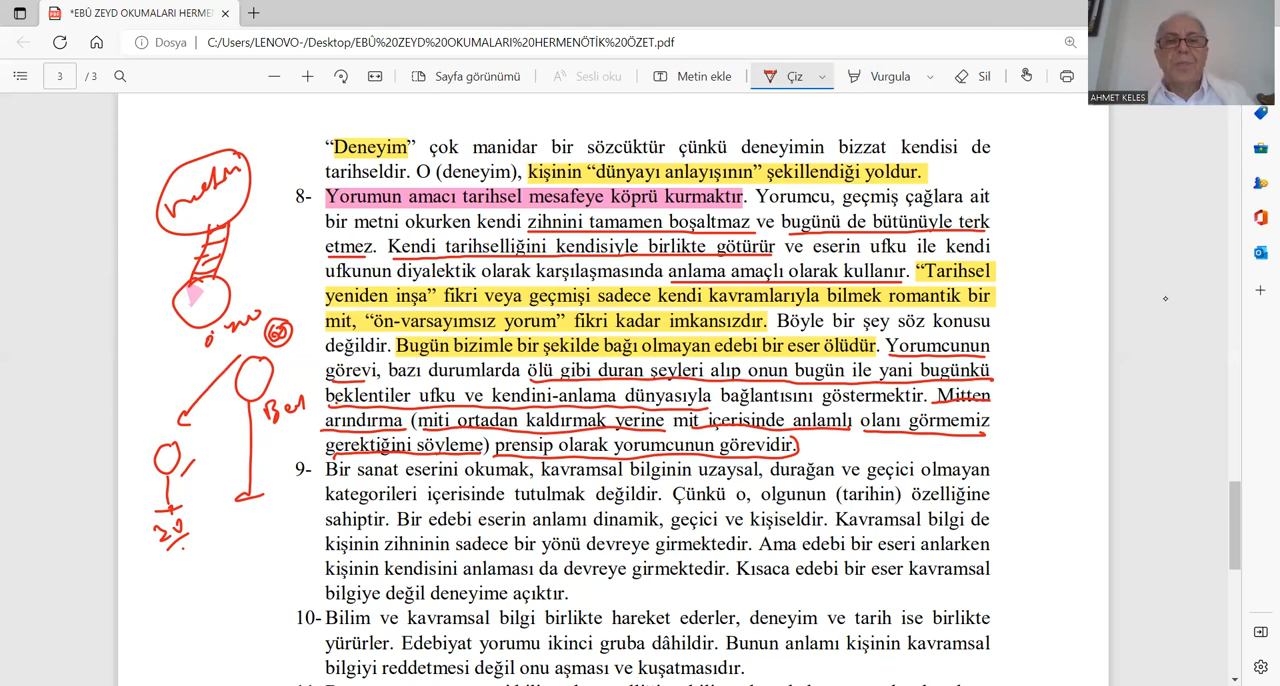 *EBÛ ZEYD OKUMALARI HERME
Dosya
C:/Users/LENOVO-/Desktop/EBÛ%20ZEYD%20OKUMALARI%20HERMENÖTİK%20ÖZET.pdf
3 / 3
Sayfa görünümü
Sesli oku
Metin ekle
Çiz
Vurgula
Sil
AHMET KELES
“Deneyim” çok manidar bir sözcüktür çünkü deneyimin bizzat kendisi de
tarihseldir. O (deneyim), kişinin “dünyayı anlayışının” şekillendiği yoldur.
8- Yorumun amacı tarihsel mesafeye köprü kurmaktır. Yorumcu, geçmiş çağlara ait
bir metni okurken kendi zihnini tamamen boşaltmaz ve bugünü de bütünüyle terk
etmez. Kendi tarihselliğini kendisiyle birlikte götürür ve eserin ufku ile kendi
ufkunun diyalektik olarak karşılaşmasında anlama amaçlı olarak kullanır. “Tarihsel
yeniden inşa” fikri veya geçmişi sadece kendi kavramlarıyla bilmek romantik bir
mit, “ön-varsayımsız yorum” fikri kadar imkansızdır. Böyle bir şey söz konusu
değildir. Bugün bizimle bir şekilde bağı olmayan edebi bir eser ölüdür. Yorumcunun
görevi, bazı durumlarda ölü gibi duran şeyleri alıp onun bugün ile yani bugünkü
beklentiler ufku ve kendini-anlama dünyasıyla bağlantısını göstermektir. Mitten
arındırma (miti ortadan kaldırmak yerine mit içerisinde anlamlı olanı görmemiz
gerektiğini söyleme) prensip olarak yorumcunun görevidir.
9- Bir sanat eserini okumak, kavramsal bilginin uzaysal, durağan ve geçici olmayan
kategorileri içerisinde tutulmak değildir. Çünkü o, olgunun (tarihin) özelliğine
sahiptir. Bir edebi eserin anlamı dinamik, geçici ve kişiseldir. Kavramsal bilgi de
kişinin zihninin sadece bir yönü devreye girmektedir. Ama edebi bir eseri anlarken
kişinin kendisini anlaması da devreye girmektedir. Kısaca edebi bir eser kavramsal
bilgiye değil deneyime açıktır.
10- Bilim ve kavramsal bilgi birlikte hareket ederler, deneyim ve tarih ise birlikte
yürürler. Edebiyat yorumu ikinci gruba dâhildir. Bunun anlamı kişinin kavramsal
bilgiyi reddetmesi değil onu aşması ve kuşatmasıdır.
metin
60
Ben
20